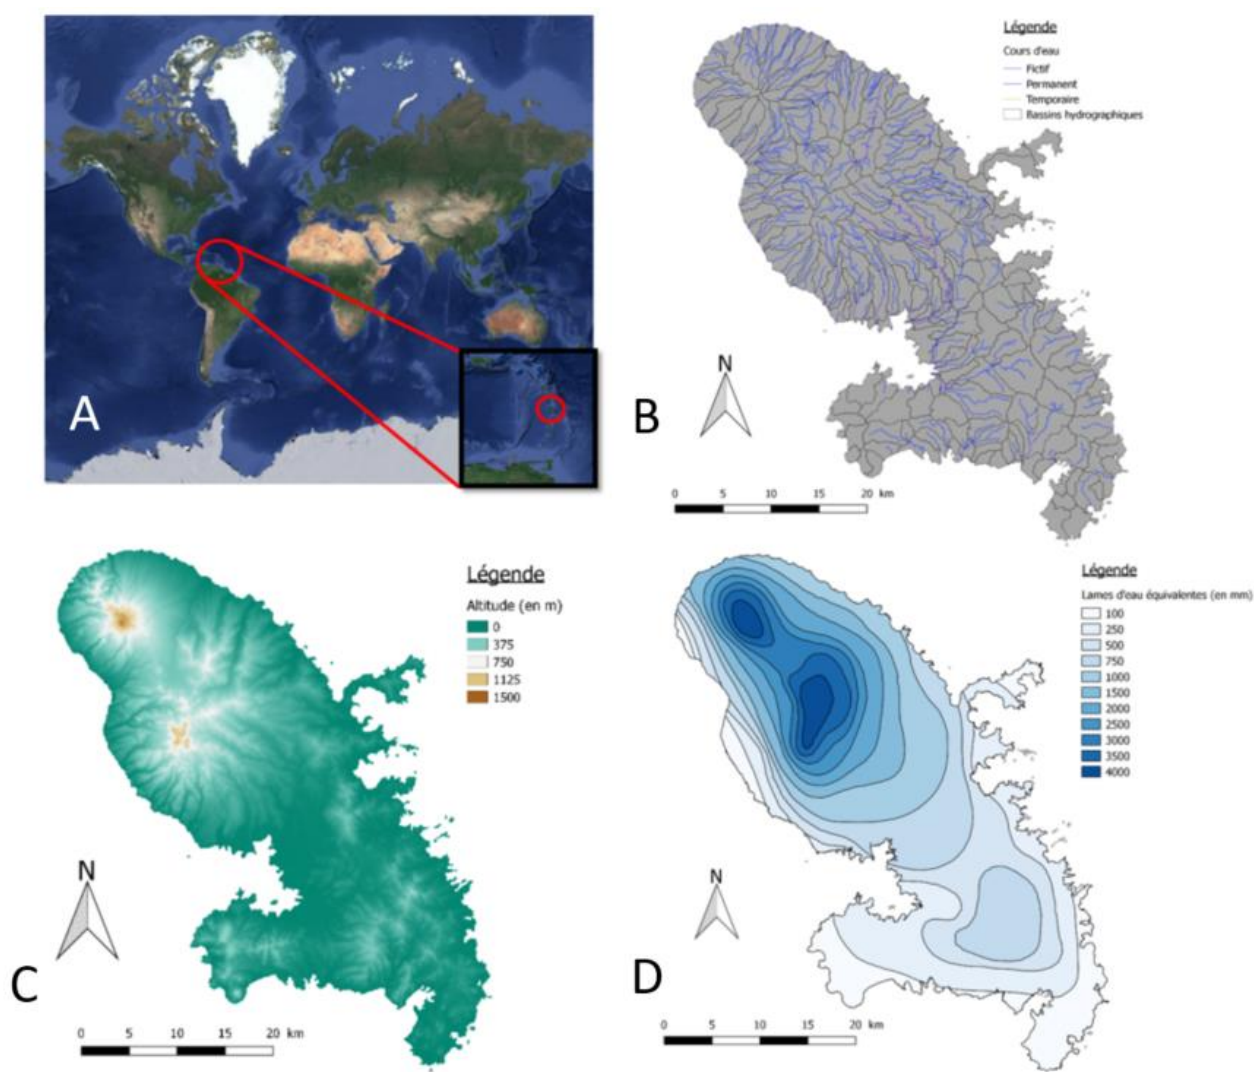 A
Légende
Cours d'eau
Fictif
Permanent
Temporaire
Bassins hydrographiques
B
N
0 5 10 15 20 km
C
Légende
Altitude (en m)
0
375
750
1125
1500
N
0 5 10 15 20 km
D
Légende
Lames d'eau équivalentes (en mm)
100
250
500
750
1000
1500
2000
2500
3000
3500
4000
N
0 5 10 15 20 km